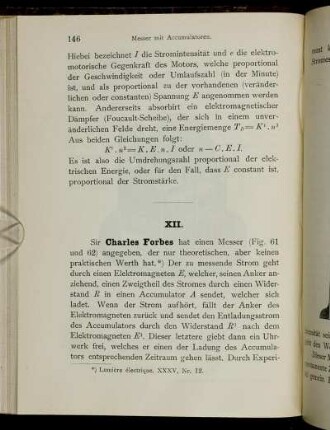 146 Messer mit Accumulatoren.
Hiebei bezeichnet I die Stromintensität und e die elektro-
motorische Gegenkraft des Motors, welche proportional
der Geschwindigkeit oder Umlaufszahl (in der Minute)
ist, und als proportional zu der vorhandenen (veränder-
lichen oder constanten) Spannung E angenommen werden
kann. Andererseits absorbirt ein elektromagnetischer
Dämpfer (Foucault-Scheibe), der sich in einem unver-
änderlichen Felde dreht, eine Energiemenge T₂ = K¹ . n²
Aus beiden Gleichungen folgt:
K¹ . n² = K, E . n . I oder n — C, E, I.
Es ist also die Umdrehungszahl proportional der elek-
trischen Energie, oder für den Fall, dass E constant ist,
proportional der Stromstärke.
XII.
Sir Charles Forbes hat einen Messer (Fig. 61
und 62) angegeben, der nur theoretischen, aber keinen
praktischen Werth hat.*) Der zu messende Strom geht
durch einen Elektromagneten E, welcher, seinen Anker an-
ziehend, einen Zweigtheil des Stromes durch einen Wider-
stand R in einen Accumulator A sendet, welcher sich
ladet. Wenn der Strom aufhört, fällt der Anker des
Elektromagneten zurück und sendet den Entladungsstrom
des Accumulators durch den Widerstand R¹ nach dem
Elektromagneten E¹. Dieser letztere giebt dann ein Uhr-
werk frei, welches er einen der Ladung des Accumula-
tors entsprechenden Zeitraum gehen lässt. Durch Experi-
*) Lumière électrique. XXXV, No. 12.